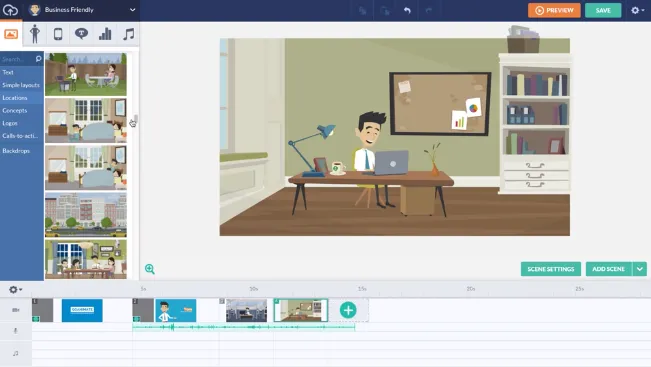 Business Friendly
PREVIEW
SAVE
Search...
Text
Simple layouts
Locations
Concepts
Logos
Calls-to-acti...
Backdrops
SCENE SETTINGS
ADD SCENE
5s
10s
15s
20s
25s